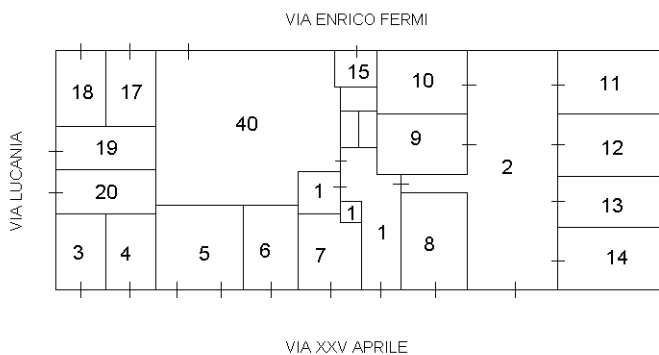 VIA ENRICO FERMI
18 17 15 10 11
40
19 9 12
VIA LUCANIA
20 1 2
13
1 1
3 4 5 6 7 8 14
VIA XXV APRILE